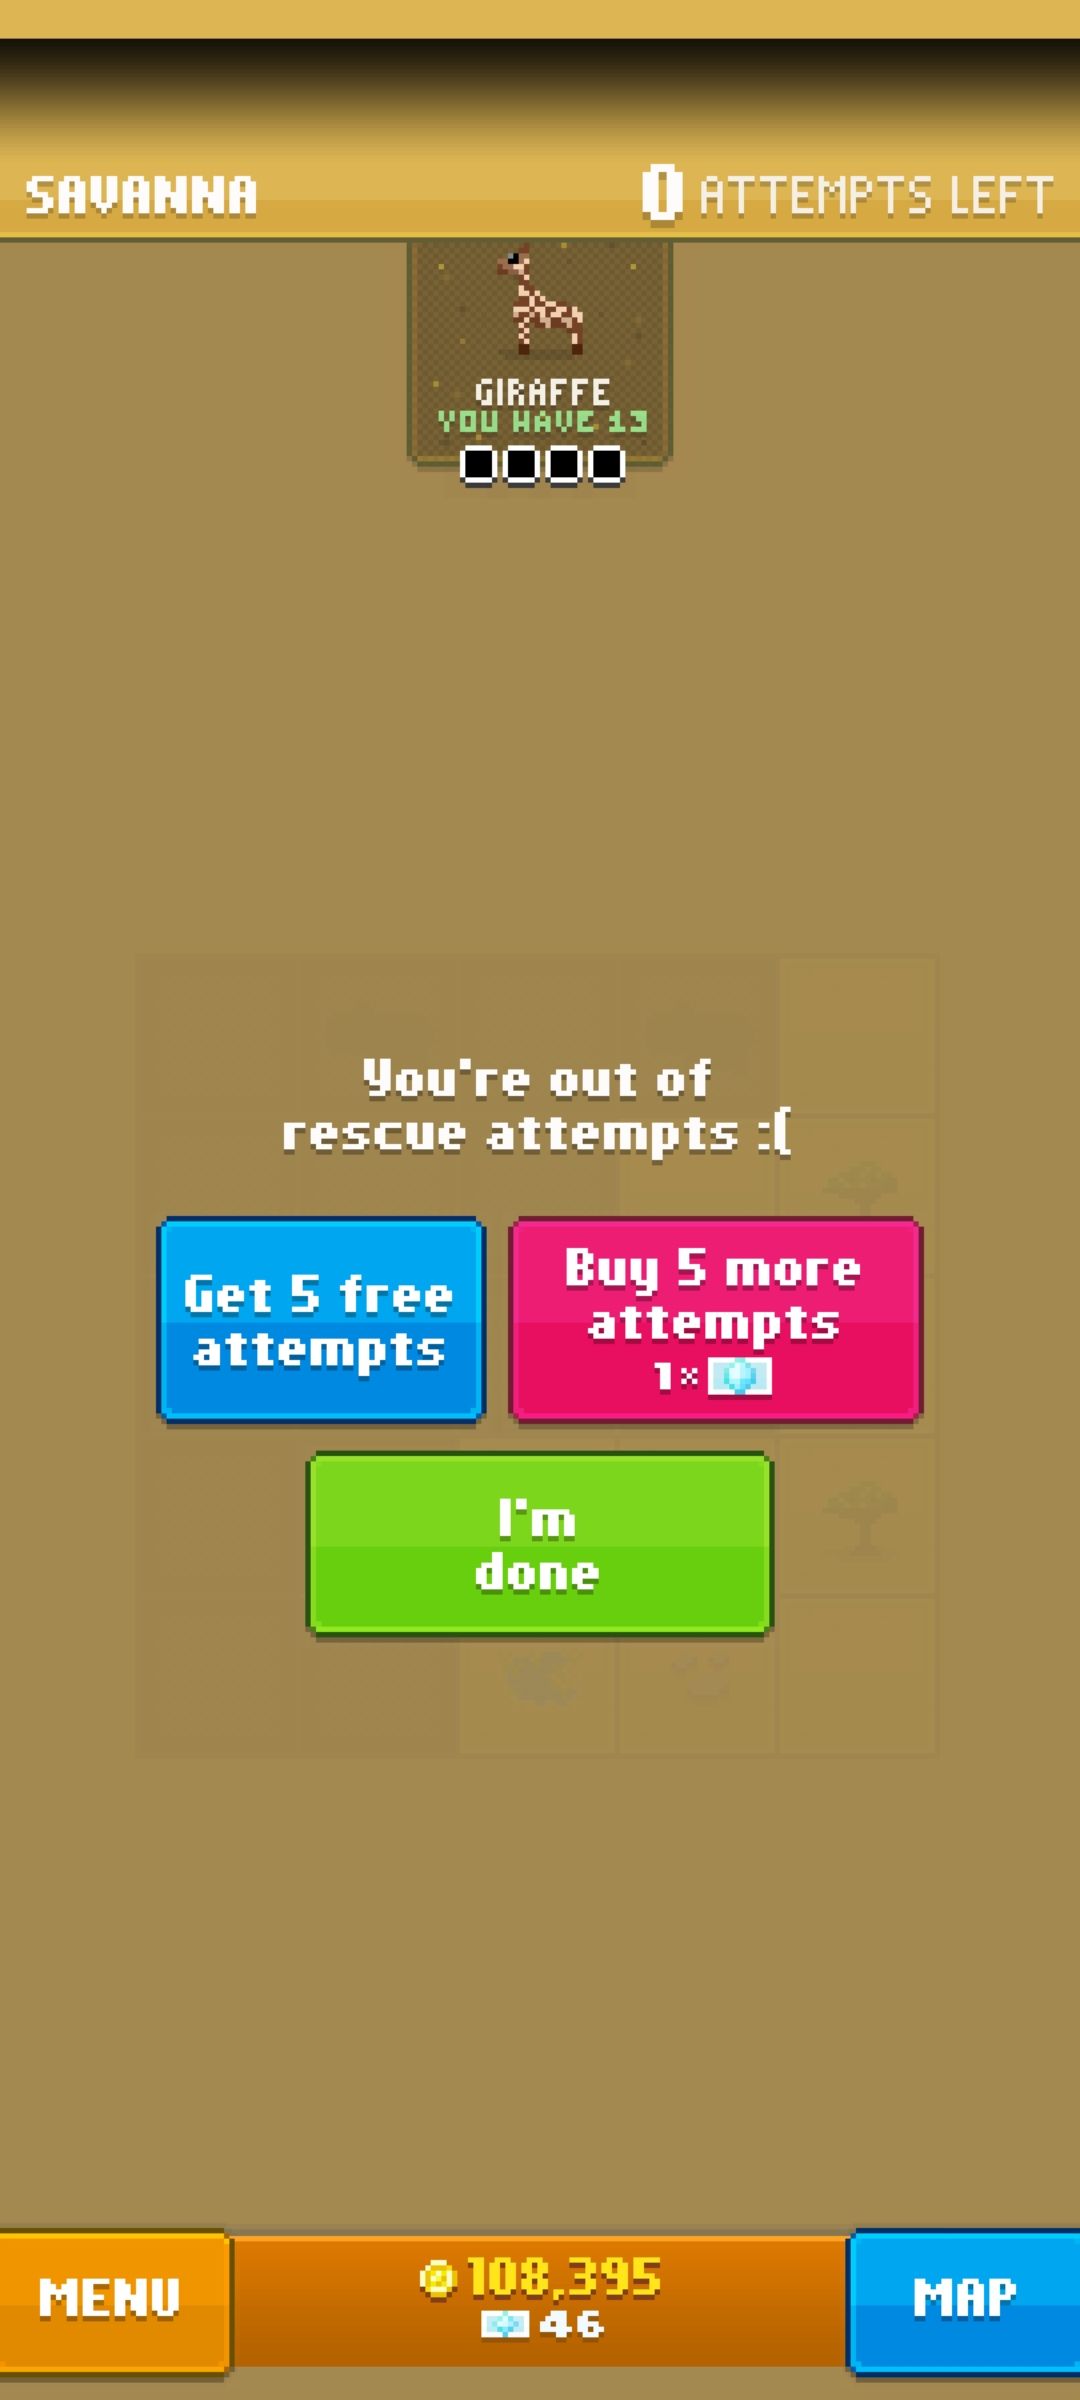 SAVANNA
0 ATTEMPTS LEFT
GIRAFFE
YOU HAVE 13
You're out of
rescue attempts :(
Get 5 free
attempts
Buy 5 more
attempts
1×
I'm
done
MENU
108,395
46
MAP